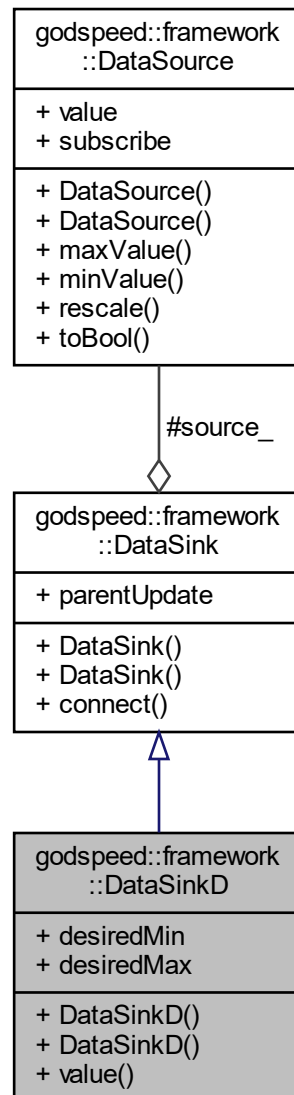 godspeed::framework
::DataSource
+ value
+ subscribe
+ DataSource()
+ DataSource()
+ maxValue()
+ minValue()
+ rescale()
+ toBool()
#source_
godspeed::framework
::DataSink
+ parentUpdate
+ DataSink()
+ DataSink()
+ connect()
godspeed::framework
::DataSinkD
+ desiredMin
+ desiredMax
+ DataSinkD()
+ DataSinkD()
+ value()